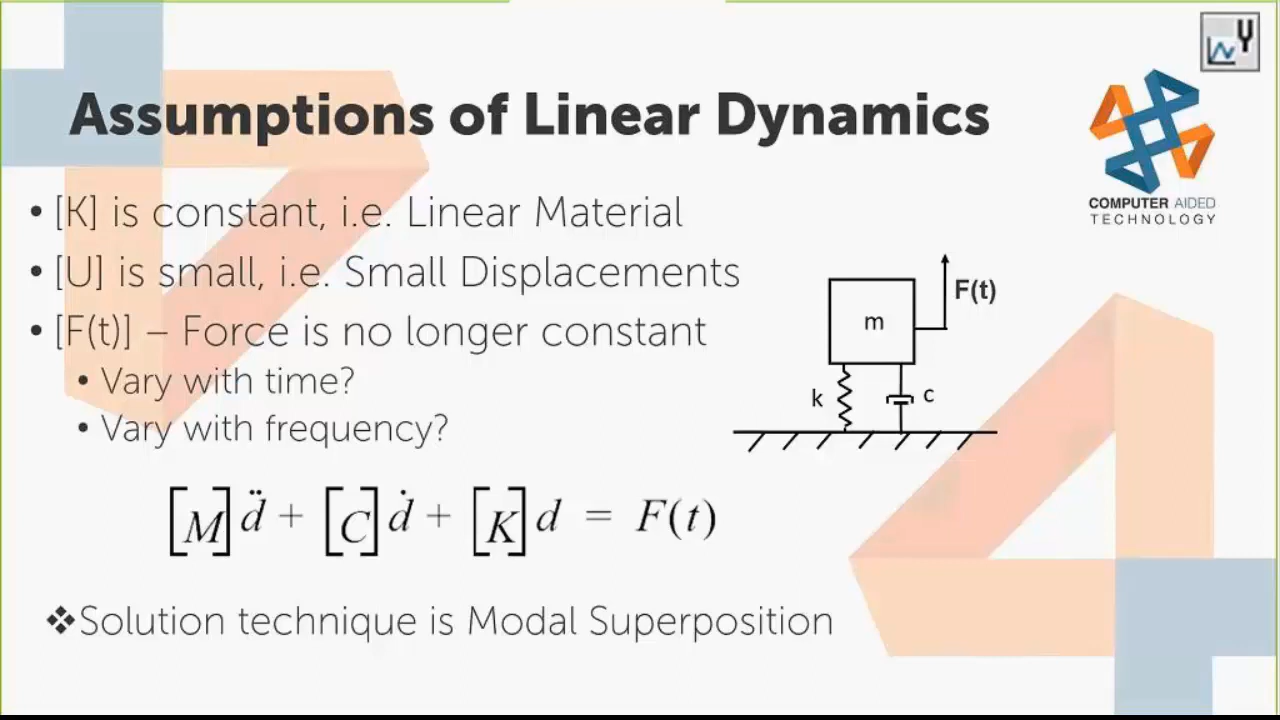 Assumptions of Linear Dynamics
COMPUTER AIDED
TECHNOLOGY
• [K] is constant, i.e. Linear Material
• [U] is small, i.e. Small Displacements
• [F(t)] – Force is no longer constant
• Vary with time?
• Vary with frequency?
F(t)
m
k
c
[M]d̈ + [C]ḋ + [K]d = F(t)
❖Solution technique is Modal Superposition